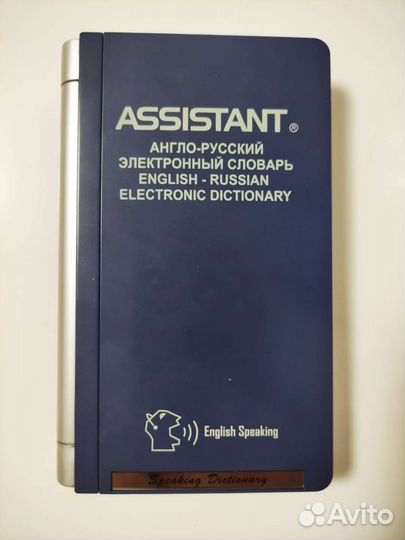 ASSISTANT ®
АНГЛО-РУССКИЙ
ЭЛЕКТРОННЫЙ СЛОВАРЬ
ENGLISH - RUSSIAN
ELECTRONIC DICTIONARY
English Speaking
Speaking Dictionary
Avito